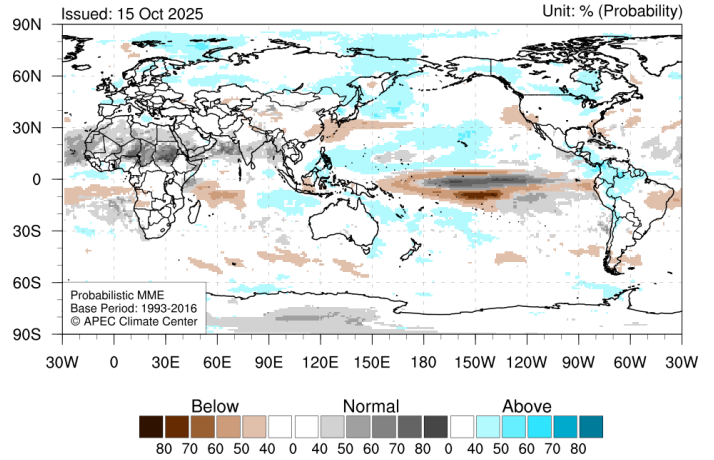 Issued: 15 Oct 2025
Unit: % (Probability)
90N
60N
30N
0
30S
60S
90S
Probabilistic MME
Base Period: 1993-2016
© APEC Climate Center
30W 0 30E 60E 90E 120E 150E 180 150W 120W 90W 60W 30W
Below Normal Above
80 70 60 50 40 0 40 50 60 70 80 0 40 50 60 70 80